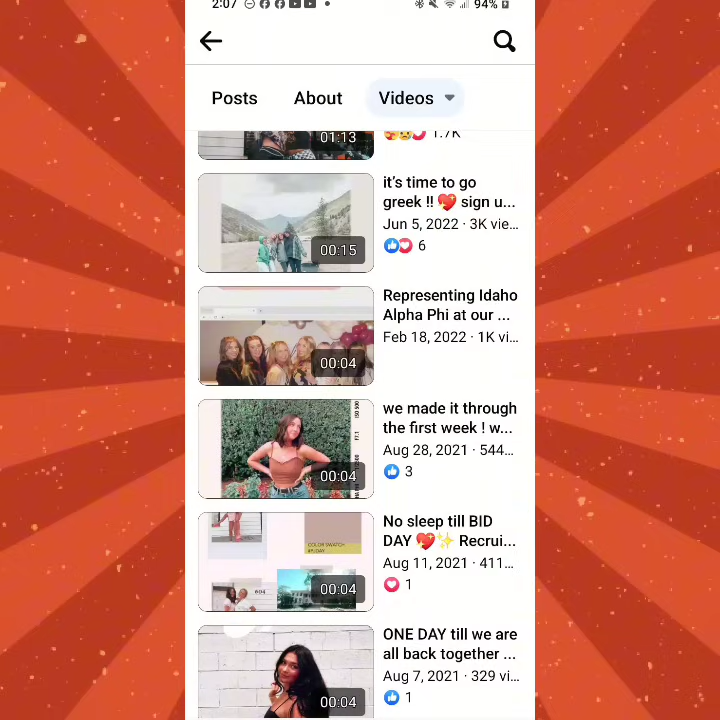 2:07
94%
Posts
About
Videos
01:13
1.7K
it's time to go
greek !! 💖 sign u...
Jun 5, 2022 · 3K vie...
00:15
6
Representing Idaho
Alpha Phi at our ...
Feb 18, 2022 · 1K vi...
00:04
we made it through
the first week ! w...
Aug 28, 2021 · 544...
00:04
3
No sleep till BID
DAY 💖✨ Recrui...
Aug 11, 2021 · 411...
COLOR SWATCH
00:04
1
ONE DAY till we are
all back together ...
Aug 7, 2021 · 329 vi...
00:04
1